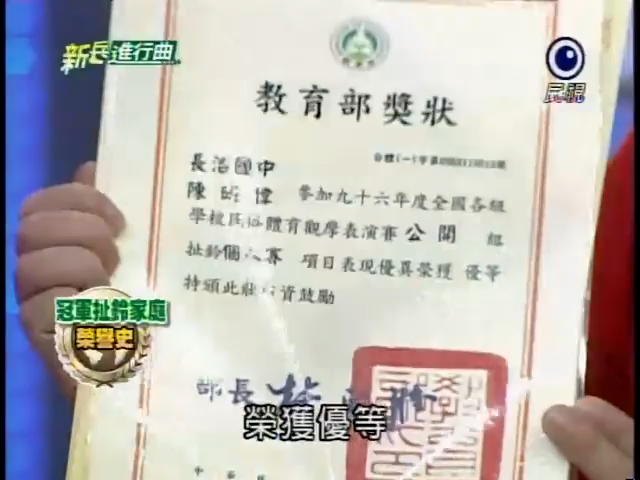 新兵進行曲
民視
教育部獎狀
長治國中
陳 偉 參加九十六年度全國各級
學校民俗體育觀摩表演賽 公開 組
扯鈴個人賽 項目表現優異榮獲 優等
特頒此狀以資鼓勵
冠軍扯鈴家庭
榮譽史
部長
榮獲優等